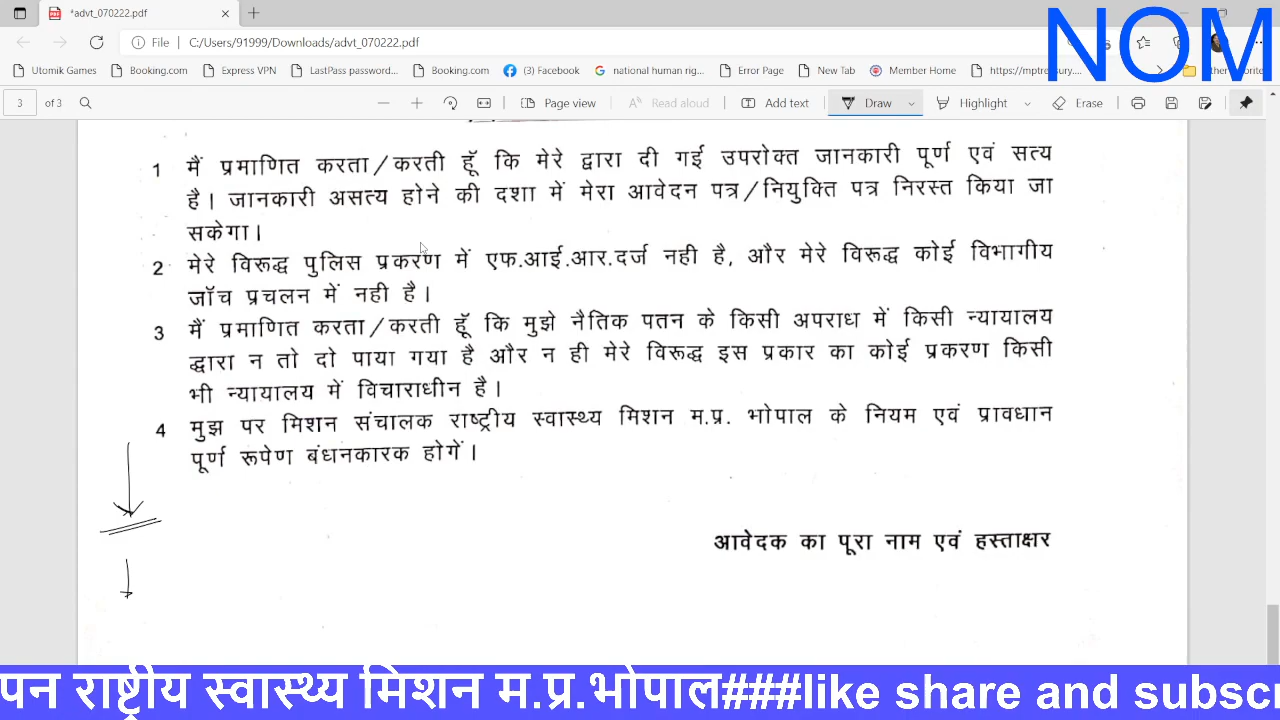 *advt_070222.pdf
NOM
File C:/Users/91999/Downloads/advt_070222.pdf
Utomik Games Booking.com Express VPN LastPass password... Booking.com (3) Facebook national human rig... Error Page New Tab Member Home https://mptreasury....
3 of 3 Page view Read aloud Add text Draw Highlight Erase
1 मैं प्रमाणित करता/करती हूॅ कि मेरे द्वारा दी गई उपरोक्त जानकारी पूर्ण एवं सत्य
है। जानकारी असत्य होने की दशा में मेरा आवेदन पत्र/नियुक्ति पत्र निरस्त किया जा
सकेगा।
2 मेरे विरूद्ध पुलिस प्रकरण में एफ.आई.आर.दर्ज नही है, और मेरे विरूद्ध कोई विभागीय
जॉच प्रचलन में नही है।
3 मैं प्रमाणित करता/करती हूॅ कि मुझे नैतिक पतन के किसी अपराध में किसी न्यायालय
द्धारा न तो दो पाया गया है और न ही मेरे विरूद्ध इस प्रकार का कोई प्रकरण किसी
भी न्यायालय में विचाराधीन है।
4 मुझ पर मिशन संचालक राष्ट्रीय स्वास्थ्य मिशन म.प्र. भोपाल के नियम एवं प्रावधान
पूर्ण रूपेण बंधनकारक होगें।
आवेदक का पूरा नाम एवं हस्ताक्षर
पन राष्ट्रीय स्वास्थ्य मिशन म.प्र.भोपाल###like share and subsc